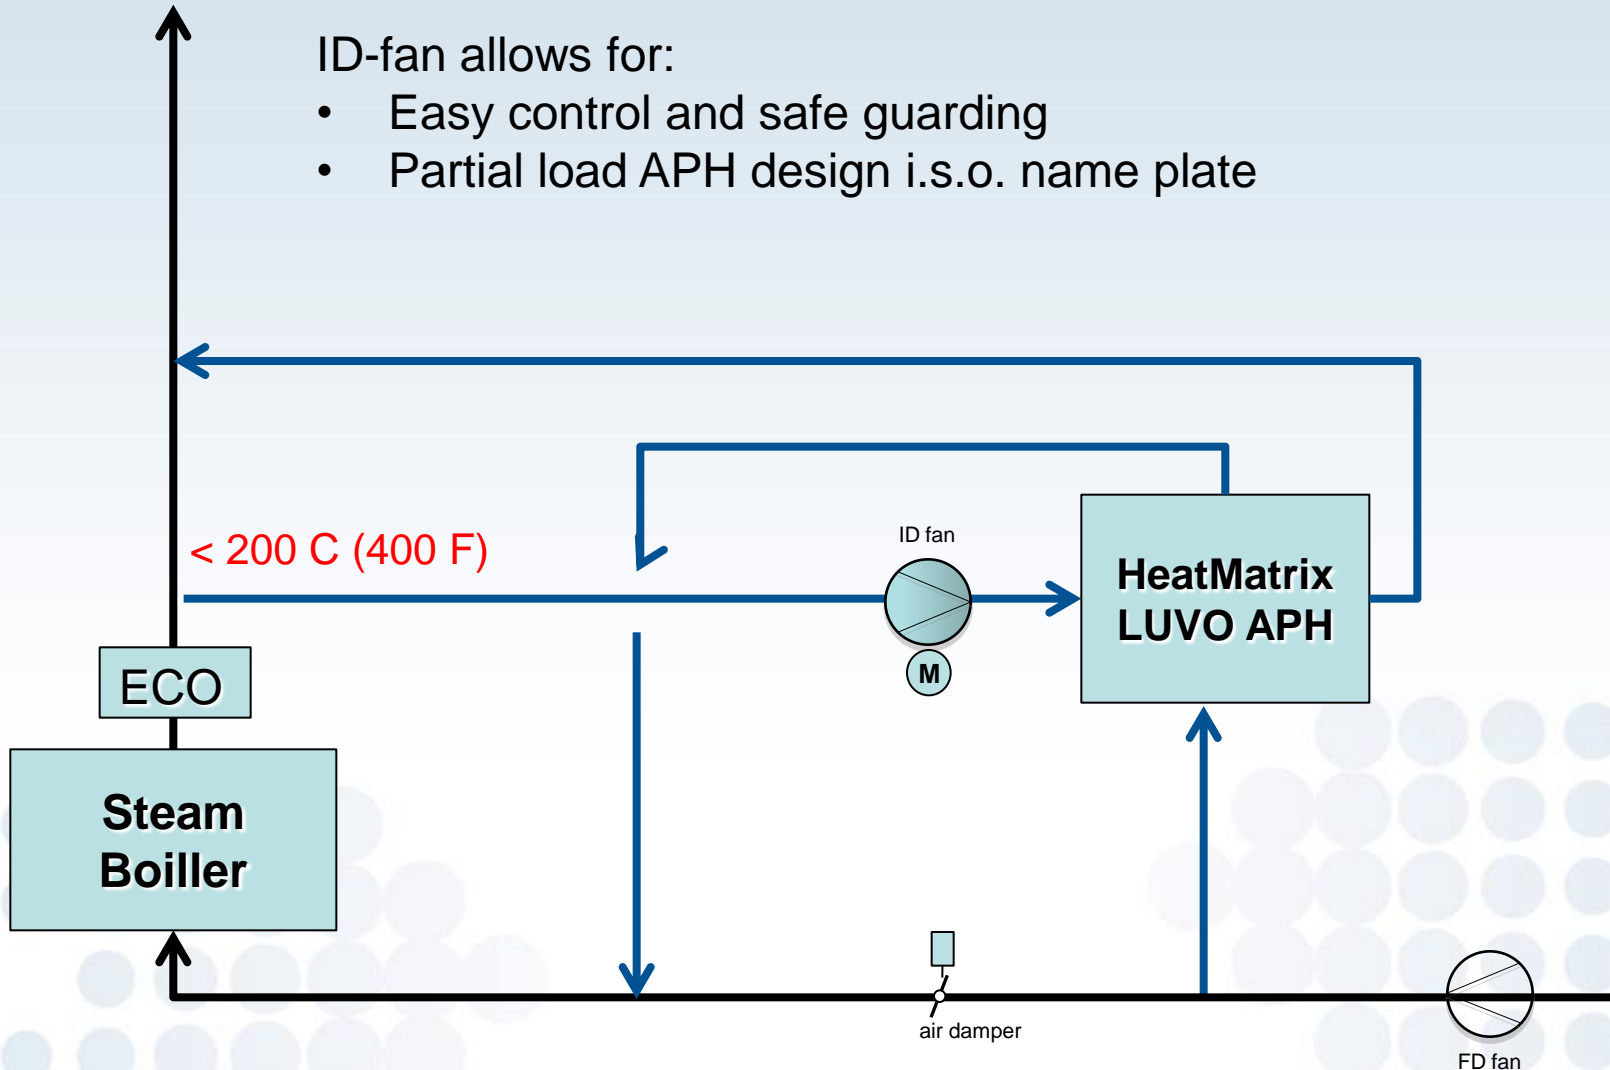 ID-fan allows for:
• Easy control and safe guarding
• Partial load APH design i.s.o. name plate
< 200 C (400 F)
ID fan
HeatMatrix
LUVO APH
M
ECO
Steam
Boiller
air damper
FD fan